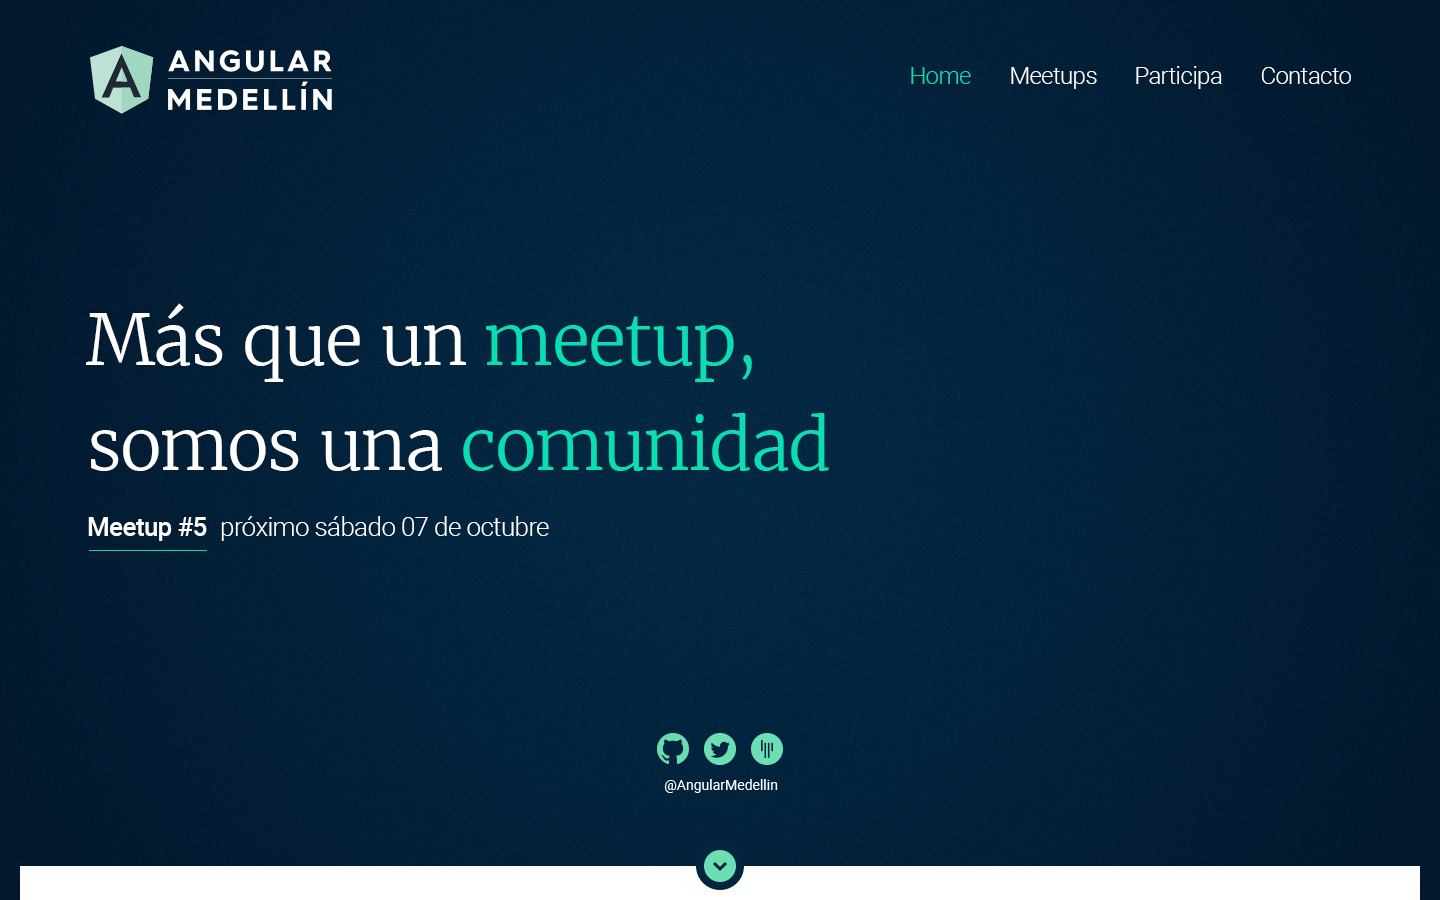 ANGULAR
MEDELLÍN
Home Meetups Participa Contacto
Más que un meetup,
somos una comunidad
Meetup #5 próximo sábado 07 de octubre
@AngularMedellin